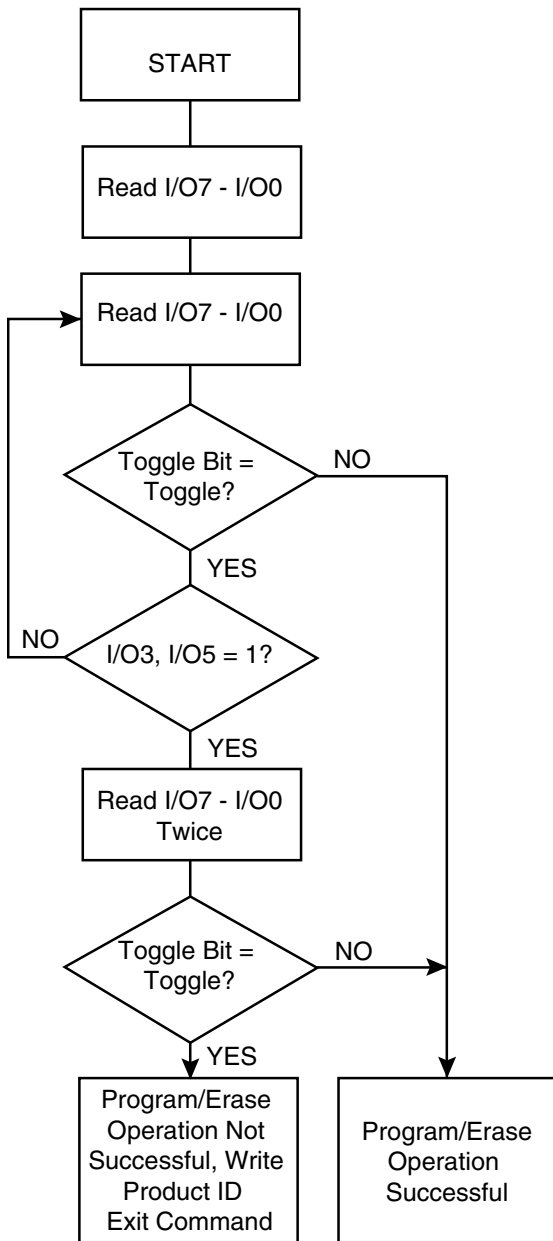 START
Read I/O7 - I/O0
Read I/O7 - I/O0
Toggle Bit =
Toggle?
NO
YES
NO
I/O3, I/O5 = 1?
YES
Read I/O7 - I/O0
Twice
Toggle Bit =
Toggle?
NO
YES
Program/Erase
Operation Not
Successful, Write
Product ID
Exit Command
Program/Erase
Operation
Successful